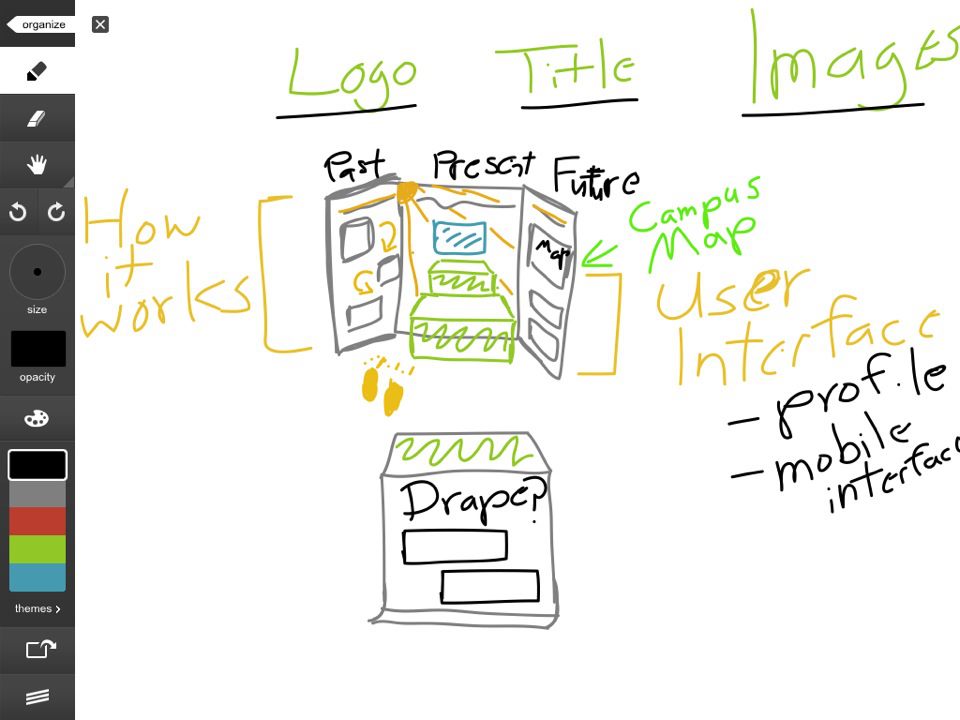 organize
Logo Title Images
Past Present Future
Campus
Map
How
it
works
Map
User
Interface
- profile
- mobile
interface
Drape?
size
opacity
themes >